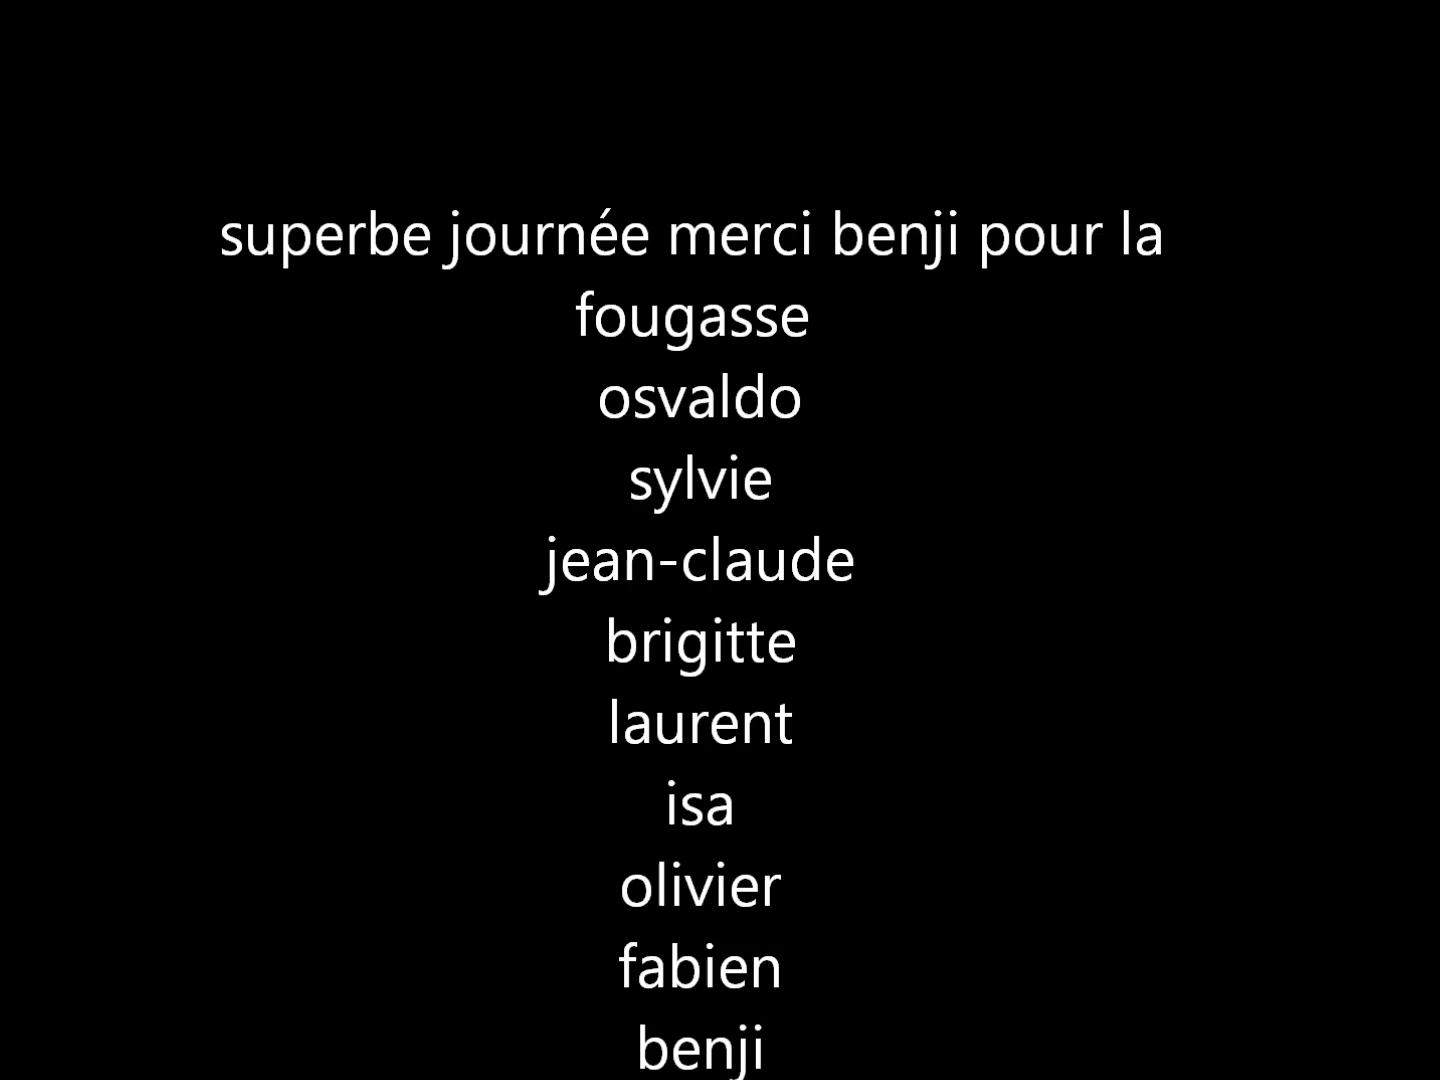 superbe journée merci benji pour la
fougasse
osvaldo
sylvie
jean-claude
brigitte
laurent
isa
olivier
fabien
benji